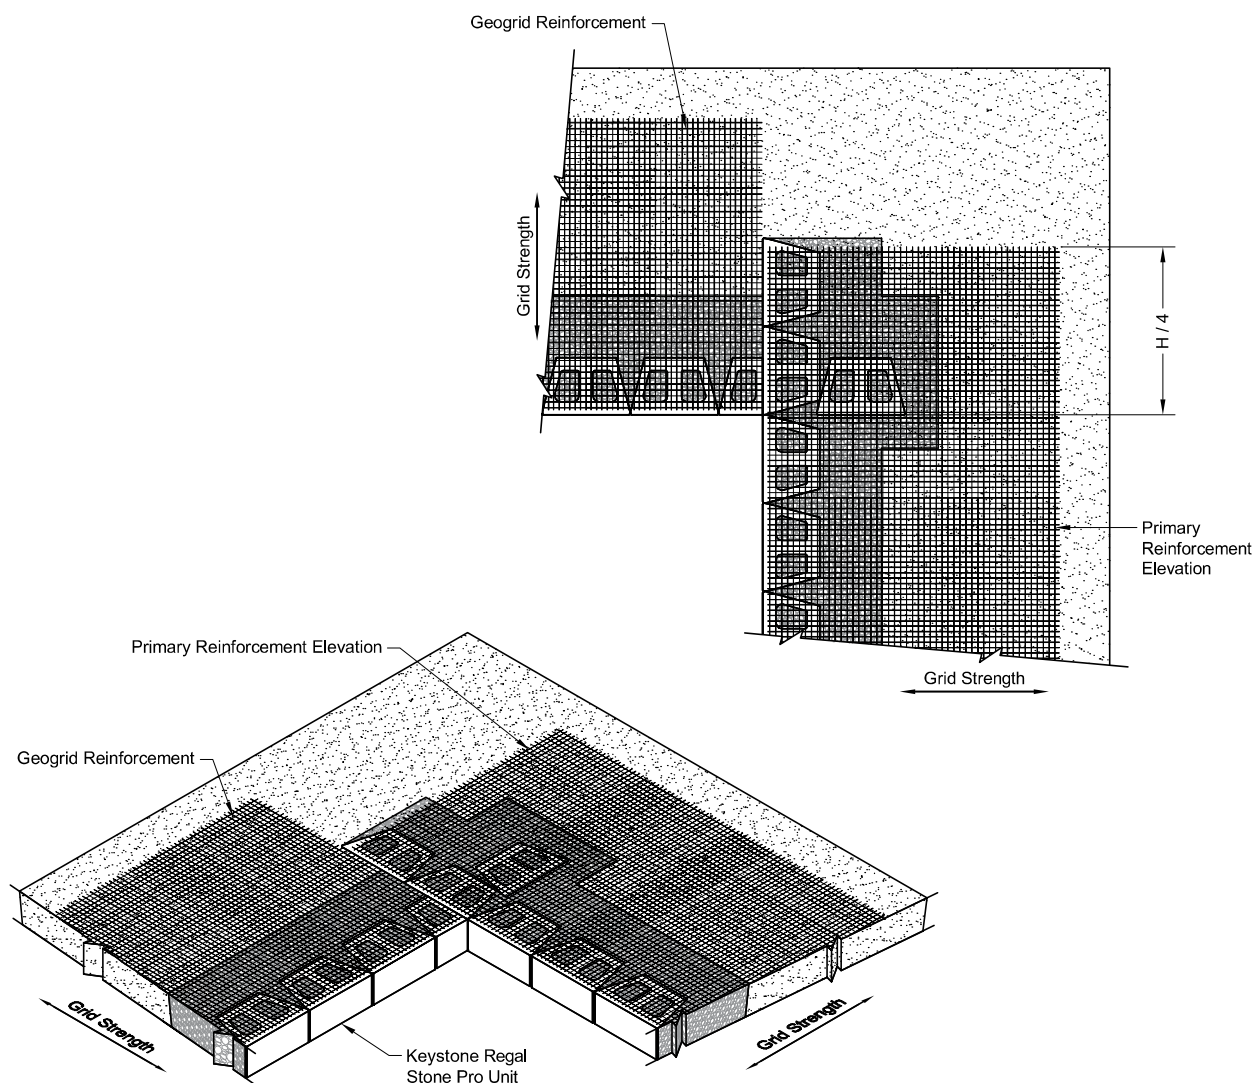 Geogrid Reinforcement
Grid Strength
H / 4
Primary
Reinforcement
Elevation
Grid Strength
Primary Reinforcement Elevation
Geogrid Reinforcement
Grid Strength
Grid Strength
Keystone Regal
Stone Pro Unit